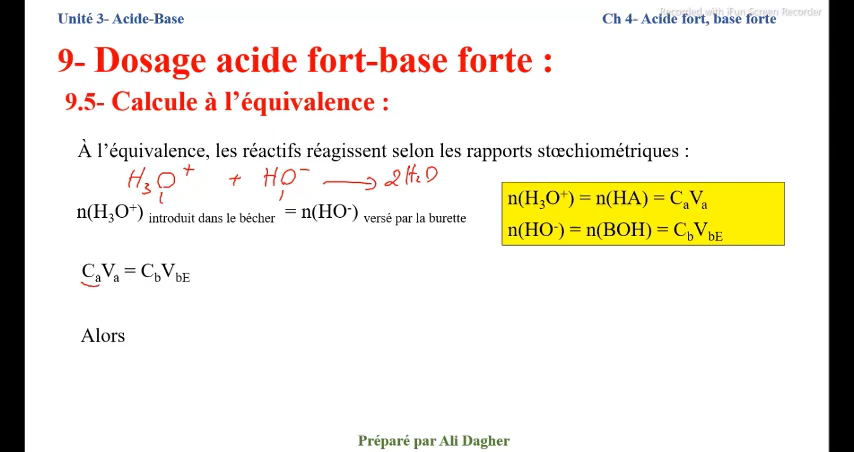 Recorded with iFun Screen Recorder
Unité 3- Acide-Base
Ch 4- Acide fort, base forte
9- Dosage acide fort-base forte :
9.5- Calcule à l’équivalence :
À l’équivalence, les réactifs réagissent selon les rapports stœchiométriques :
H₃O⁺ + HO⁻ ⟶ 2H₂O
n(H₃O⁺) introduit dans le bécher = n(HO⁻) versé par la burette
n(H₃O⁺) = n(HA) = CₐVₐ
n(HO⁻) = n(BOH) = C_bV_bE
CₐVₐ = C_bV_bE
Alors
Préparé par Ali Dagher